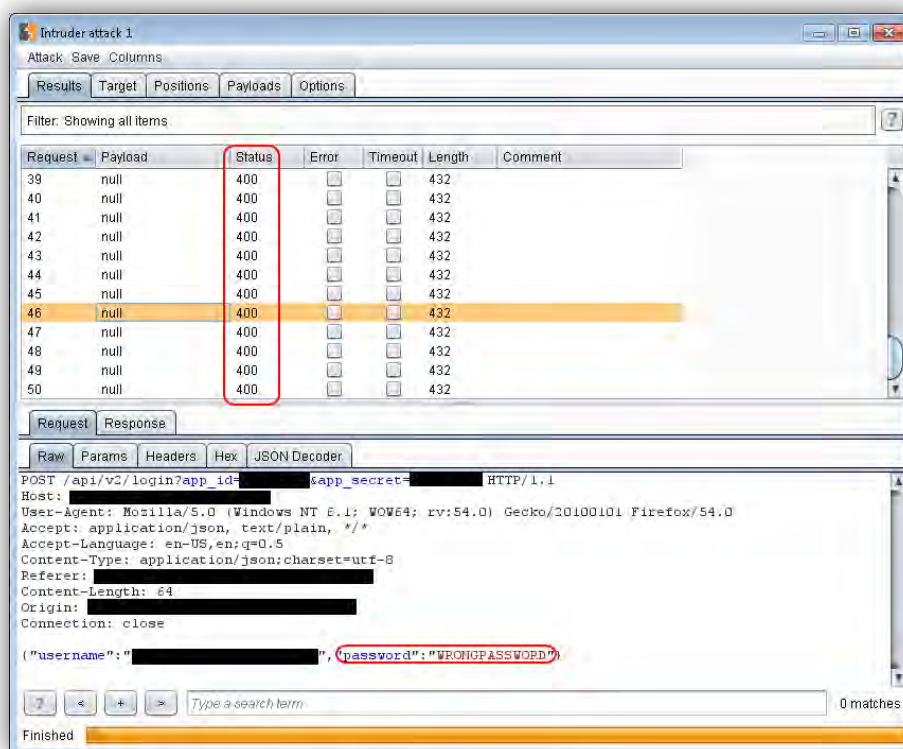 Intruder attack 1
Attack Save Columns
Results Target Positions Payloads Options
Filter: Showing all items
?
Request Payload Status Error Timeout Length Comment
39 null 400 432
40 null 400 432
41 null 400 432
42 null 400 432
43 null 400 432
44 null 400 432
45 null 400 432
46 null 400 432
47 null 400 432
48 null 400 432
49 null 400 432
50 null 400 432
Request Response
Raw Params Headers Hex JSON Decoder
POST /api/v2/login?app_id= &app_secret= HTTP/1.1
Host:
User-Agent: Mozilla/5.0 (Windows NT 6.1; WOW64; rv:54.0) Gecko/20100101 Firefox/54.0
Accept: application/json, text/plain, */*
Accept-Language: en-US,en;q=0.5
Content-Type: application/json;charset=utf-8
Referer:
Content-Length: 64
Origin:
Connection: close
{"username":" ","password":"WRONGPASSWORD"}
? < + > Type a search term 0 matches
Finished